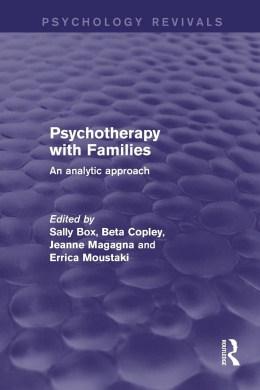 PSYCHOLOGY REVIVALS
Psychotherapy
with Families
An analytic approach
Edited by
Sally Box, Beta Copley,
Jeanne Magagna and
Errica Moustaki
ROUTLEDGE